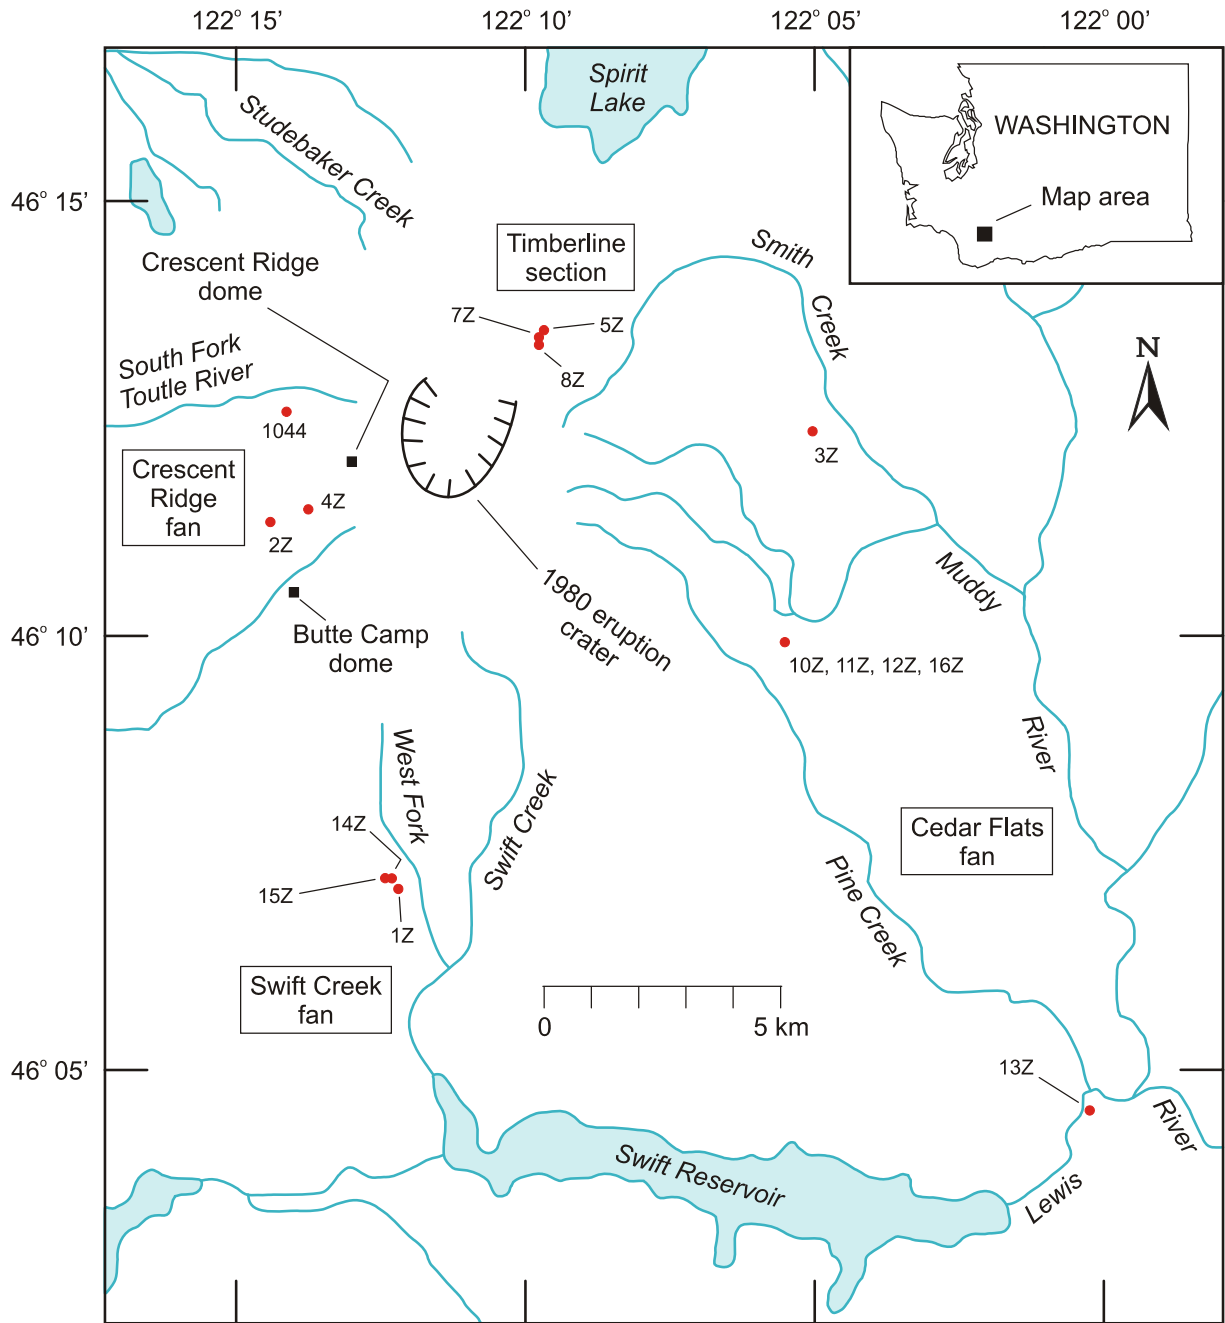 122° 15’
122° 10’
122° 05’
122° 00’
Spirit
Lake
Studebaker Creek
WASHINGTON
Map area
46° 15’
Timberline
section
Smith
Creek
Crescent Ridge
dome
7Z
5Z
8Z
South Fork
Toutle River
N
1044
3Z
Crescent
Ridge
fan
4Z
2Z
Muddy
1980 eruption
crater
46° 10’
Butte Camp
dome
10Z, 11Z, 12Z, 16Z
River
West Fork
Swift Creek
14Z
15Z
1Z
Cedar Flats
fan
Pine Creek
Swift Creek
fan
0
5 km
46° 05’
13Z
River
Swift Reservoir
Lewis